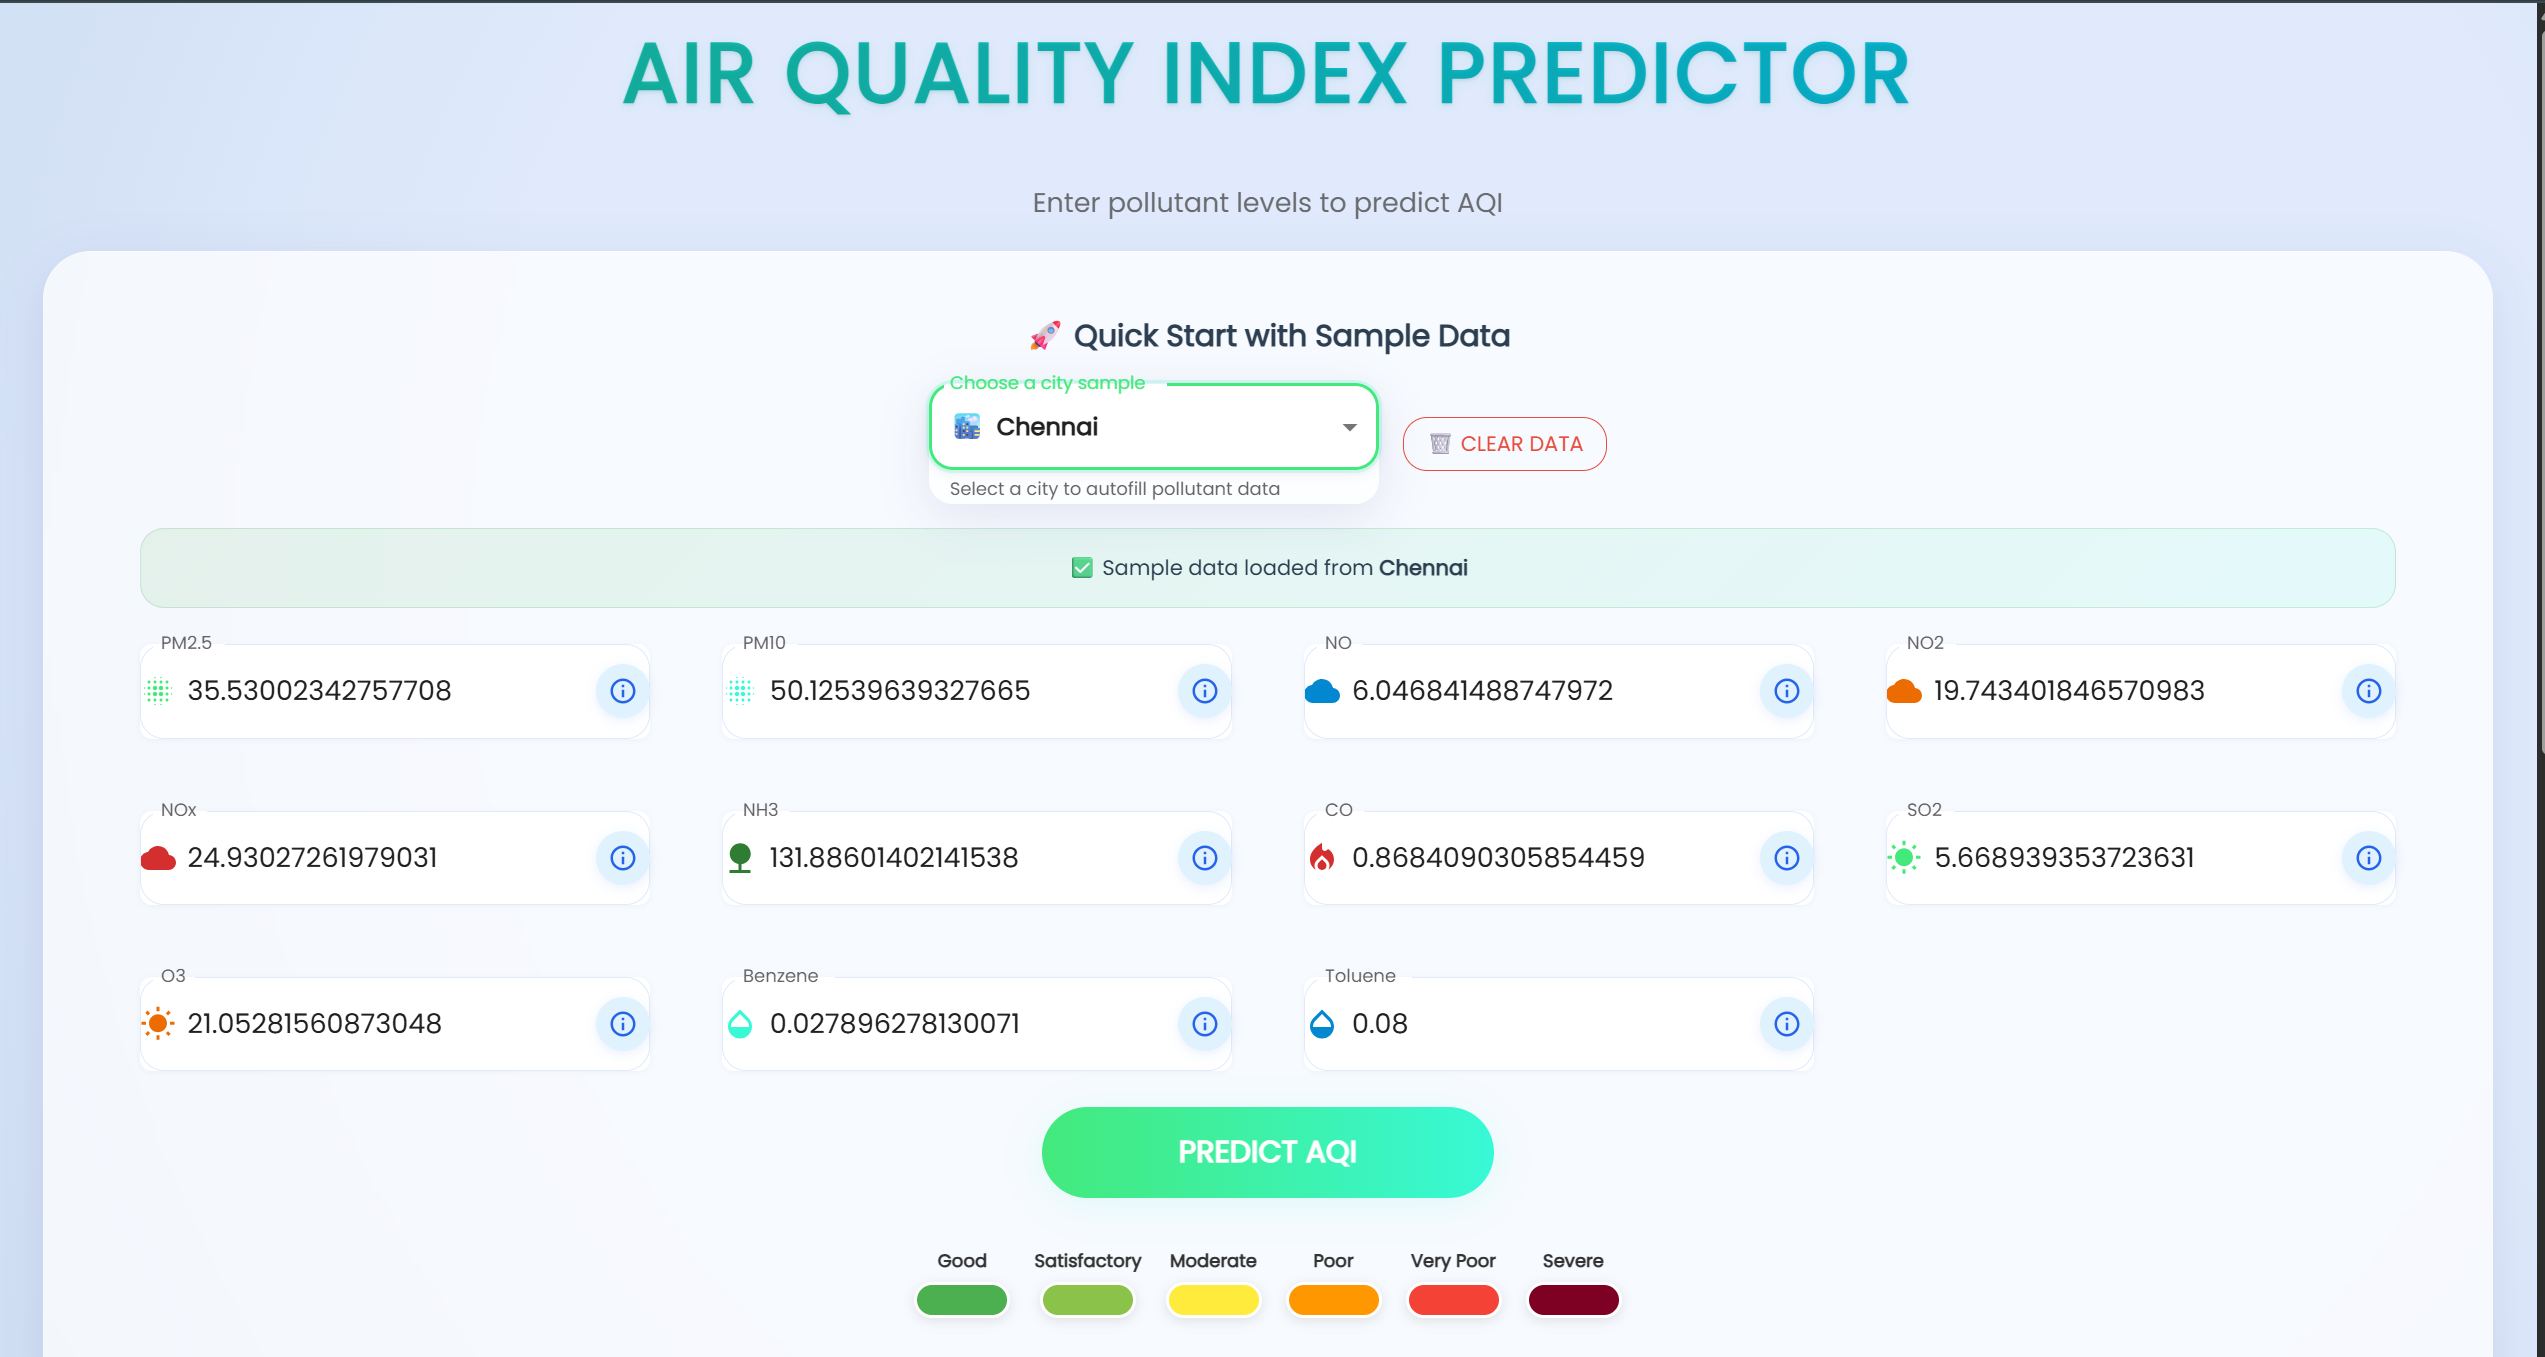 AIR QUALITY INDEX PREDICTOR
Enter pollutant levels to predict AQI
🚀 Quick Start with Sample Data
Choose a city sample
🏙️ Chennai
🗑️ CLEAR DATA
Select a city to autofill pollutant data
✅ Sample data loaded from Chennai
PM2.5
35.53002342757708
PM10
50.12539639327665
NO
6.046841488747972
NO2
19.743401846570983
NOx
24.93027261979031
NH3
131.88601402141538
CO
0.8684090305854459
SO2
5.668939353723631
O3
21.05281560873048
Benzene
0.027896278130071
Toluene
0.08
PREDICT AQI
Good
Satisfactory
Moderate
Poor
Very Poor
Severe